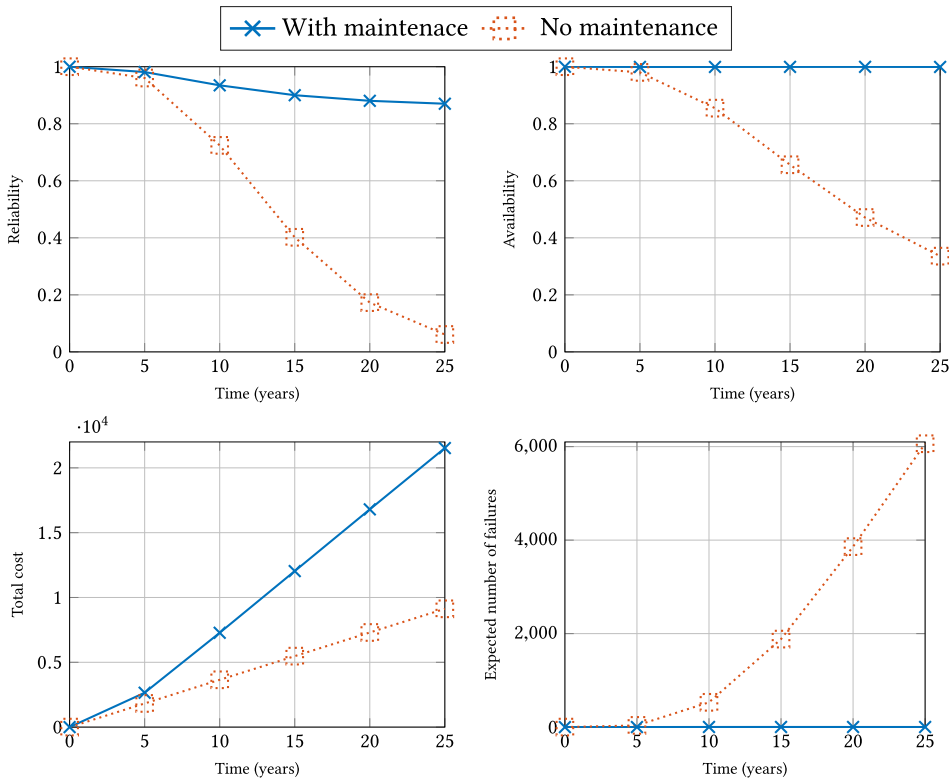 With maintenace No maintenance
1
0.8
0.6
0.4
0.2
0
Reliability
0 5 10 15 20 25
Time (years)
1
0.8
0.6
0.4
0.2
0
Availability
0 5 10 15 20 25
Time (years)
·10⁴
2
1.5
1
0.5
0
Total cost
0 5 10 15 20 25
Time (years)
6,000
4,000
2,000
0
Expected number of failures
0 5 10 15 20 25
Time (years)